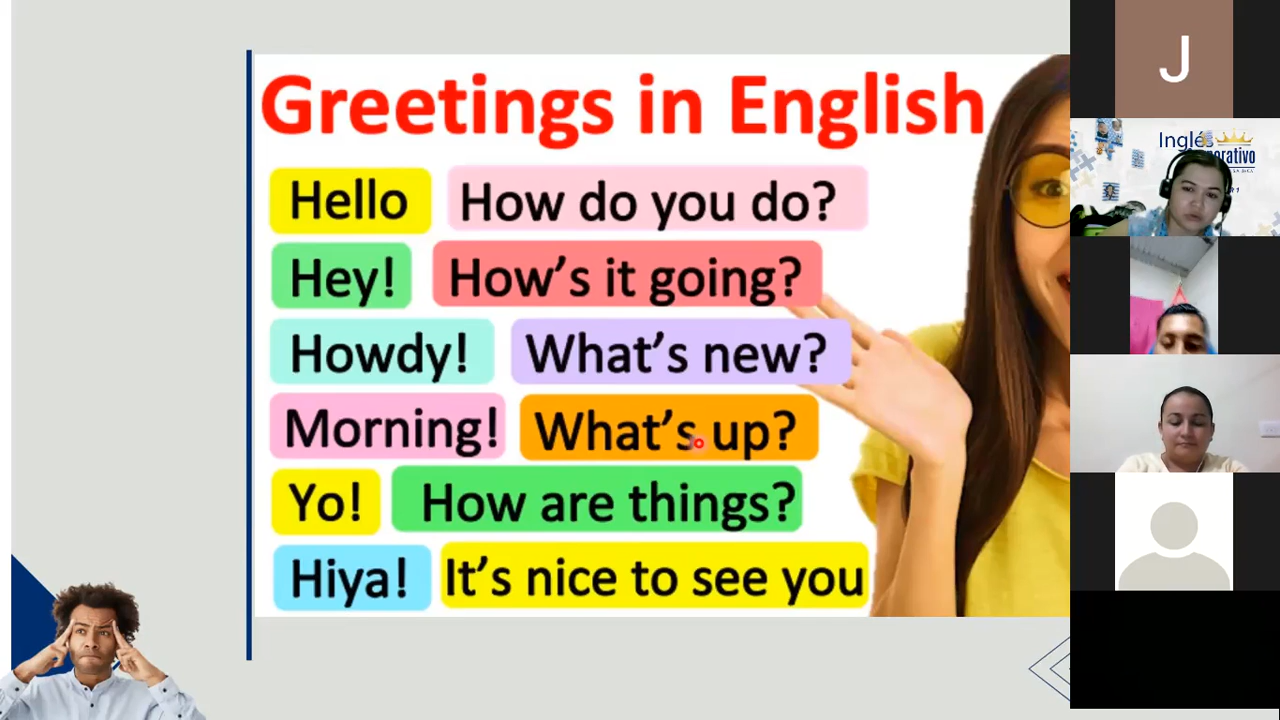 Greetings in English
Hello How do you do?
Hey! How's it going?
Howdy! What's new?
Morning! What's up?
Yo! How are things?
Hiya! It's nice to see you
J
Inglés